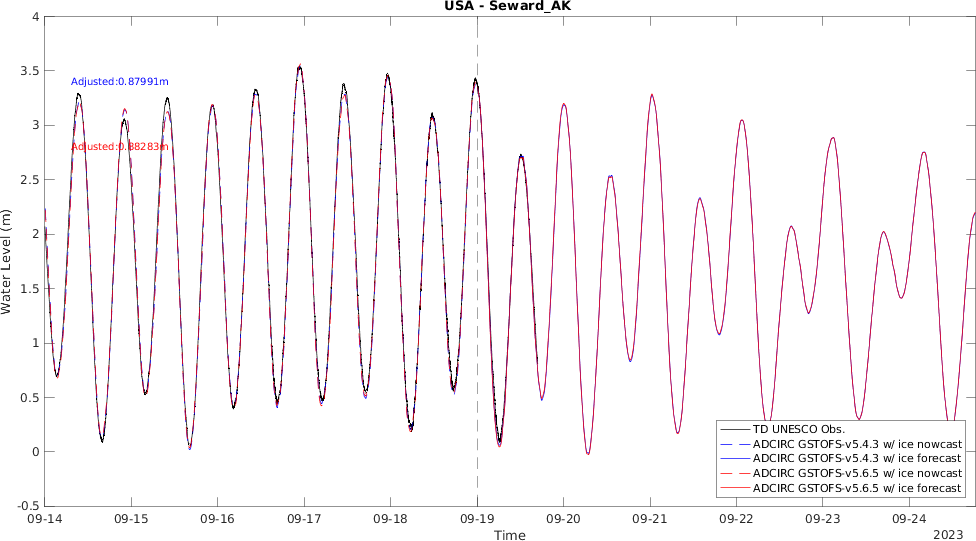 USA - Seward_AK
4
3.5
3
2.5
2
1.5
1
0.5
0
-0.5
Water Level (m)
Adjusted:0.87991m
Adjusted:0.88283m
TD UNESCO Obs.
ADCIRC GSTOFS-v5.4.3 w/ ice nowcast
ADCIRC GSTOFS-v5.4.3 w/ ice forecast
ADCIRC GSTOFS-v5.6.5 w/ ice nowcast
ADCIRC GSTOFS-v5.6.5 w/ ice forecast
09-14 09-15 09-16 09-17 09-18 09-19 09-20 09-21 09-22 09-23 09-24
Time
2023